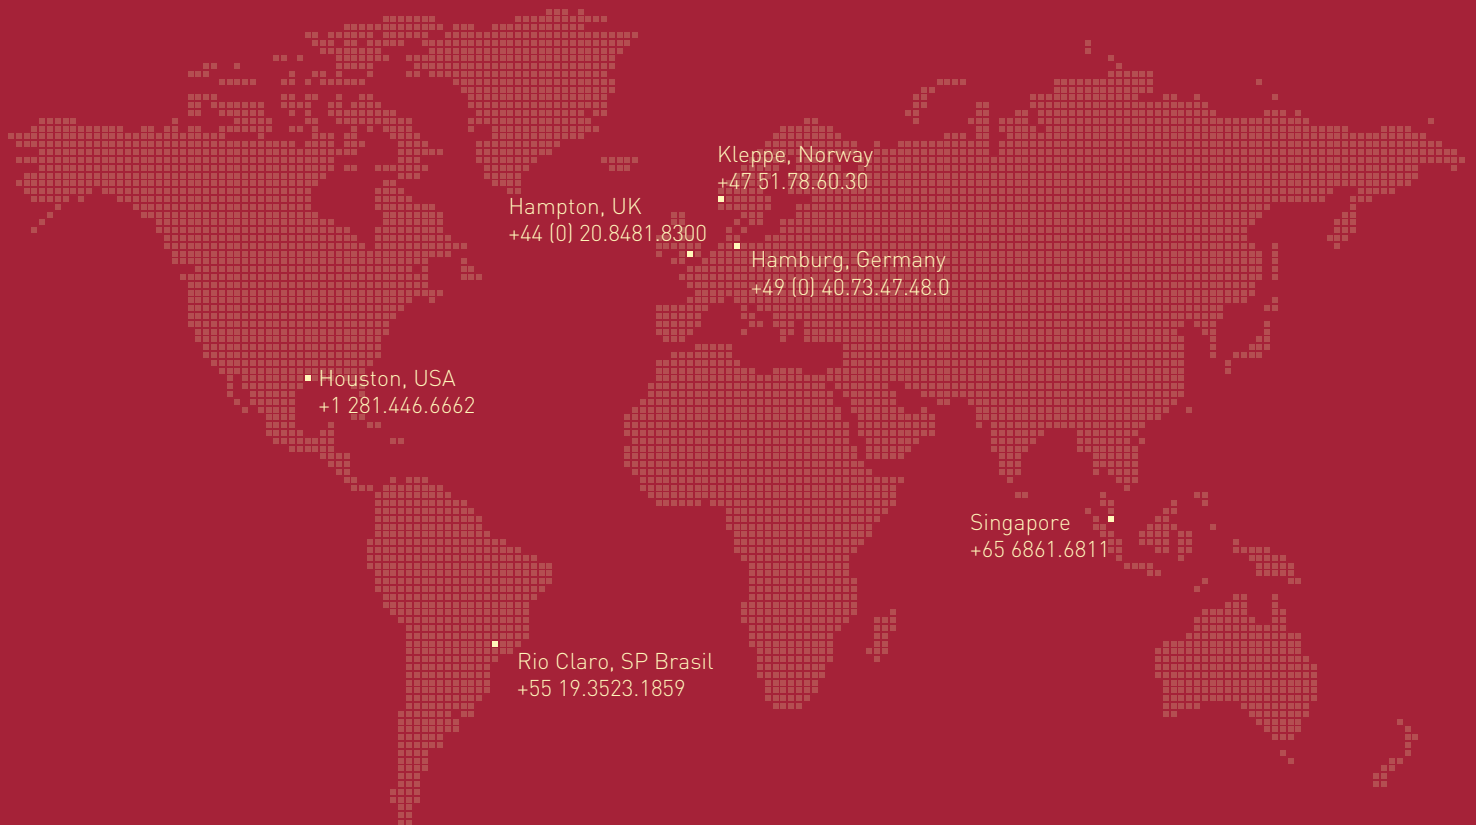 Kleppe, Norway
+47 51.78.60.30
Hampton, UK
+44 (0) 20.8481.8300
Hamburg, Germany
+49 (0) 40.73.47.48.0
Houston, USA
+1 281.446.6662
Singapore
+65 6861.6811
Rio Claro, SP Brasil
+55 19.3523.1859